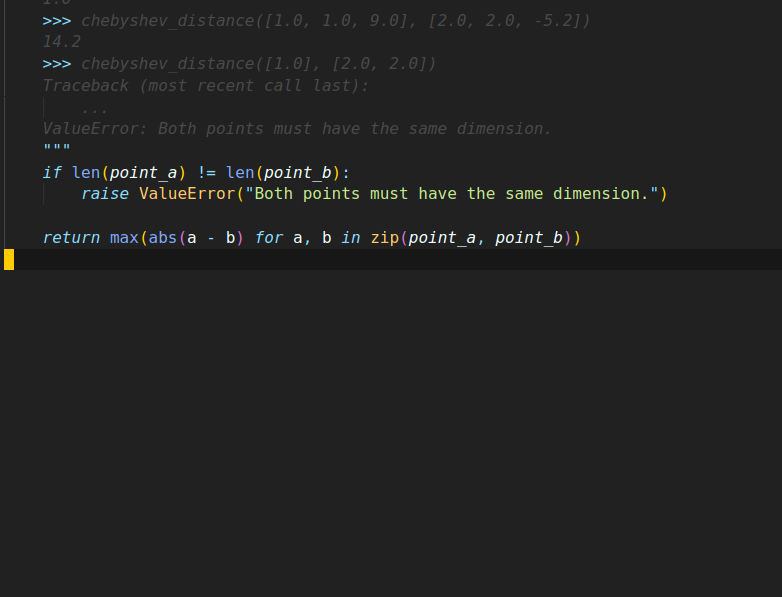 1.0
>>> chebyshev_distance([1.0, 1.0, 9.0], [2.0, 2.0, -5.2])
14.2
>>> chebyshev_distance([1.0], [2.0, 2.0])
Traceback (most recent call last):
    ...
ValueError: Both points must have the same dimension.
"""
if len(point_a) != len(point_b):
    raise ValueError("Both points must have the same dimension.")
return max(abs(a - b) for a, b in zip(point_a, point_b))